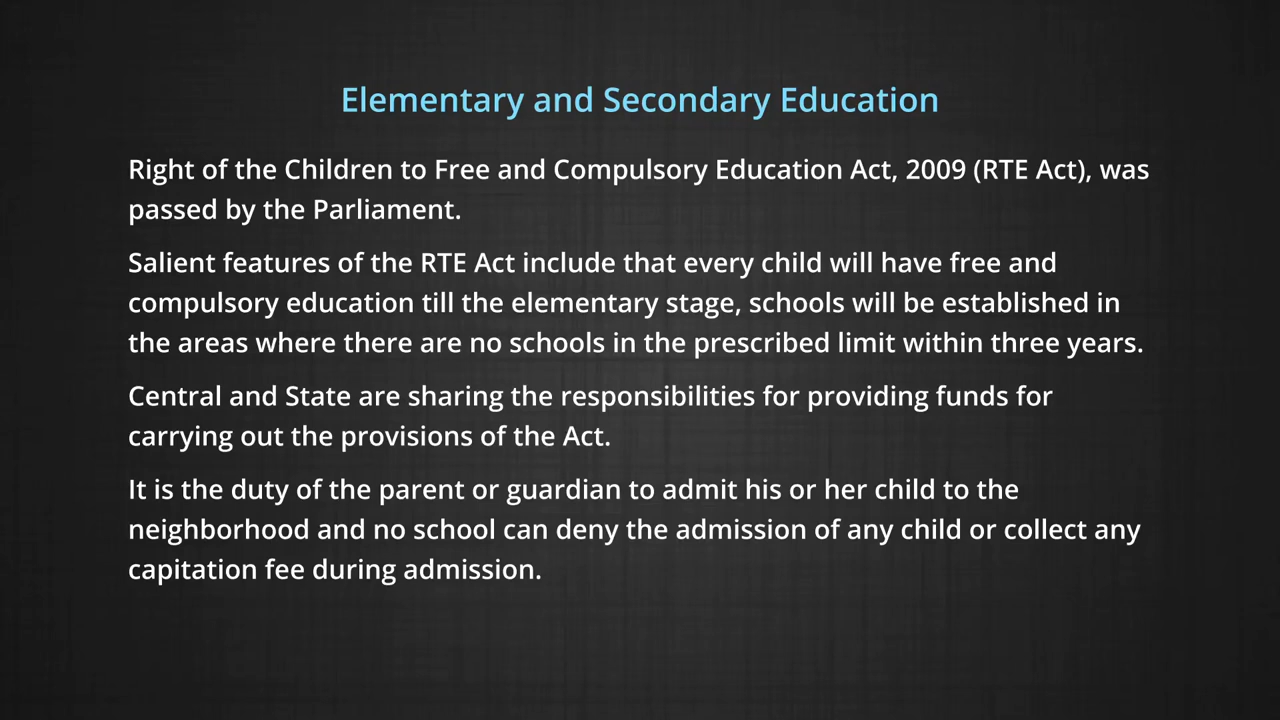 Elementary and Secondary Education
Right of the Children to Free and Compulsory Education Act, 2009 (RTE Act), was
passed by the Parliament.
Salient features of the RTE Act include that every child will have free and
compulsory education till the elementary stage, schools will be established in
the areas where there are no schools in the prescribed limit within three years.
Central and State are sharing the responsibilities for providing funds for
carrying out the provisions of the Act.
It is the duty of the parent or guardian to admit his or her child to the
neighborhood and no school can deny the admission of any child or collect any
capitation fee during admission.